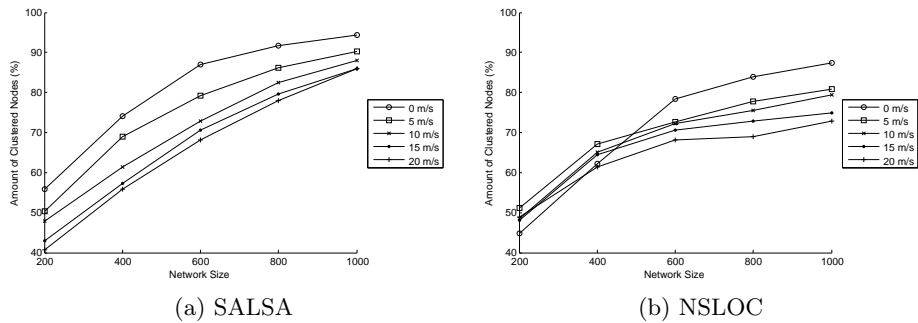 100
90
80
70
60
50
40
200
400
600
800
1000
Amount of Clustered Nodes (%)
Network Size
0 m/s
5 m/s
10 m/s
15 m/s
20 m/s
(a) SALSA
100
90
80
70
60
50
40
200
400
600
800
1000
Amount of Clustered Nodes (%)
Network Size
0 m/s
5 m/s
10 m/s
15 m/s
20 m/s
(b) NSLOC